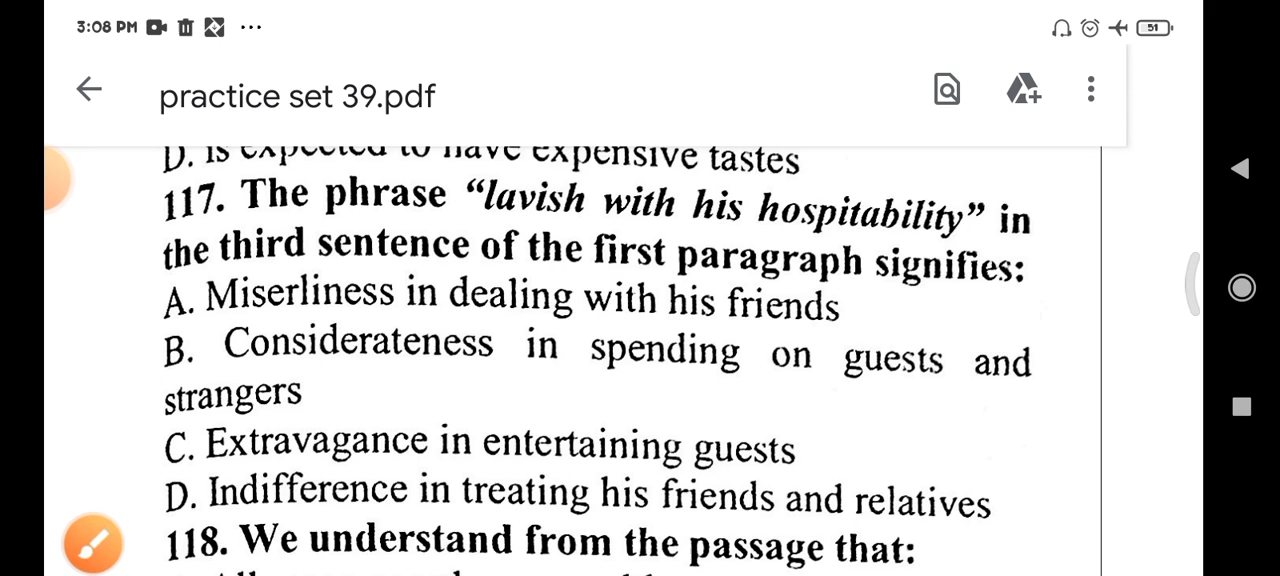 3:08 PM ...
51
practice set 39.pdf
D. is expected to have expensive tastes
117. The phrase "lavish with his hospitability" in
the third sentence of the first paragraph signifies:
A. Miserliness in dealing with his friends
B. Considerateness in spending on guests and
strangers
C. Extravagance in entertaining guests
D. Indifference in treating his friends and relatives
118. We understand from the passage that: